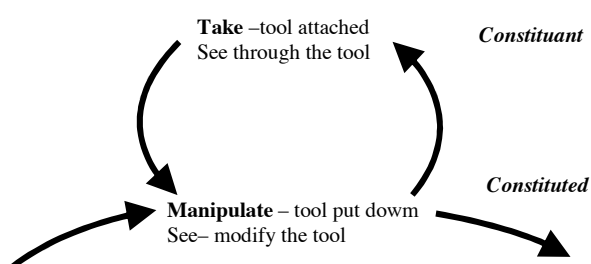 Take –tool attached
See through the tool
Constituant
Constituted
Manipulate – tool put dowm
See– modify the tool